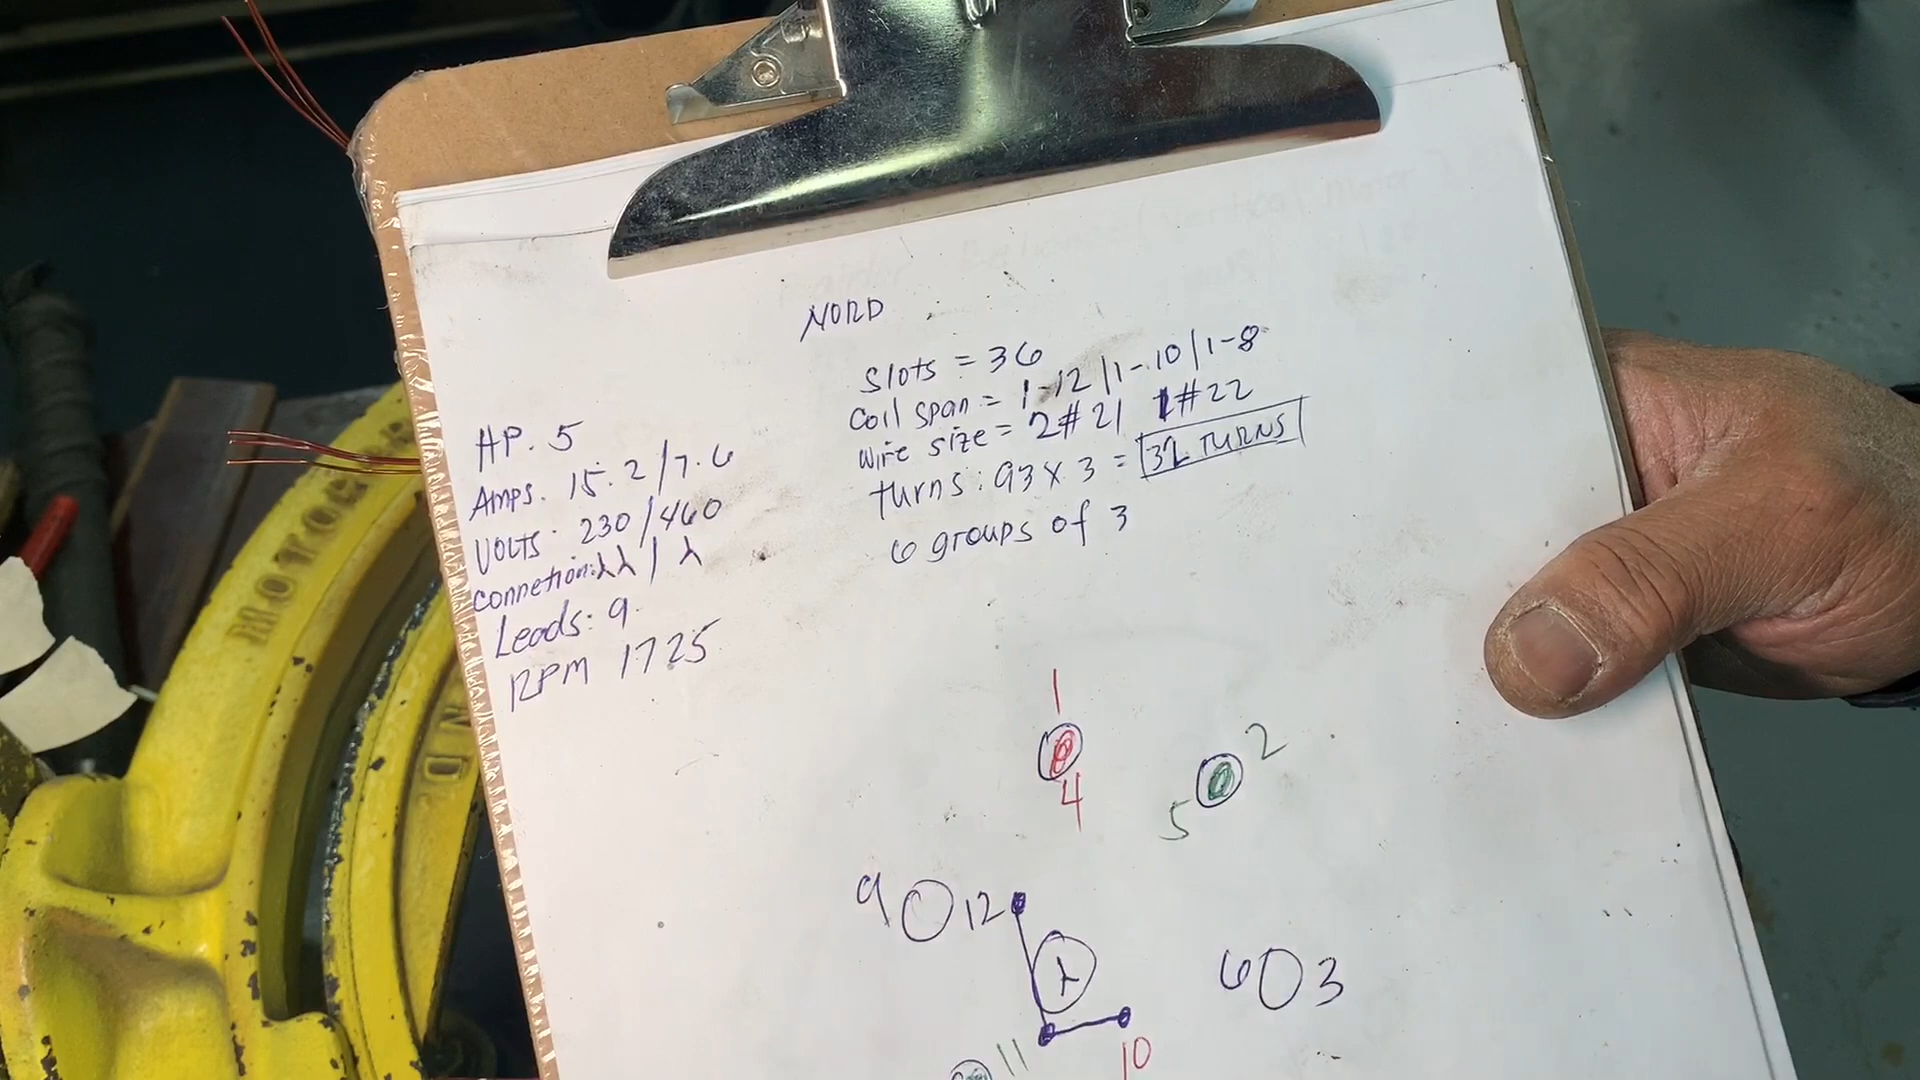 NORD
Slots = 36
Coil span = 1-12/1-10/1-8
Wire size = 2#21 1#22
turns: 93 x 3 = TURNS
6 groups of 3
HP. 5
Amps. 15.2/7.6
VOLTS. 230/460
Connetion: λλ/λ
Leads: 9
RPM 1725
1
4
2
5
9 12
λ
6 3
11
10
MOTOR